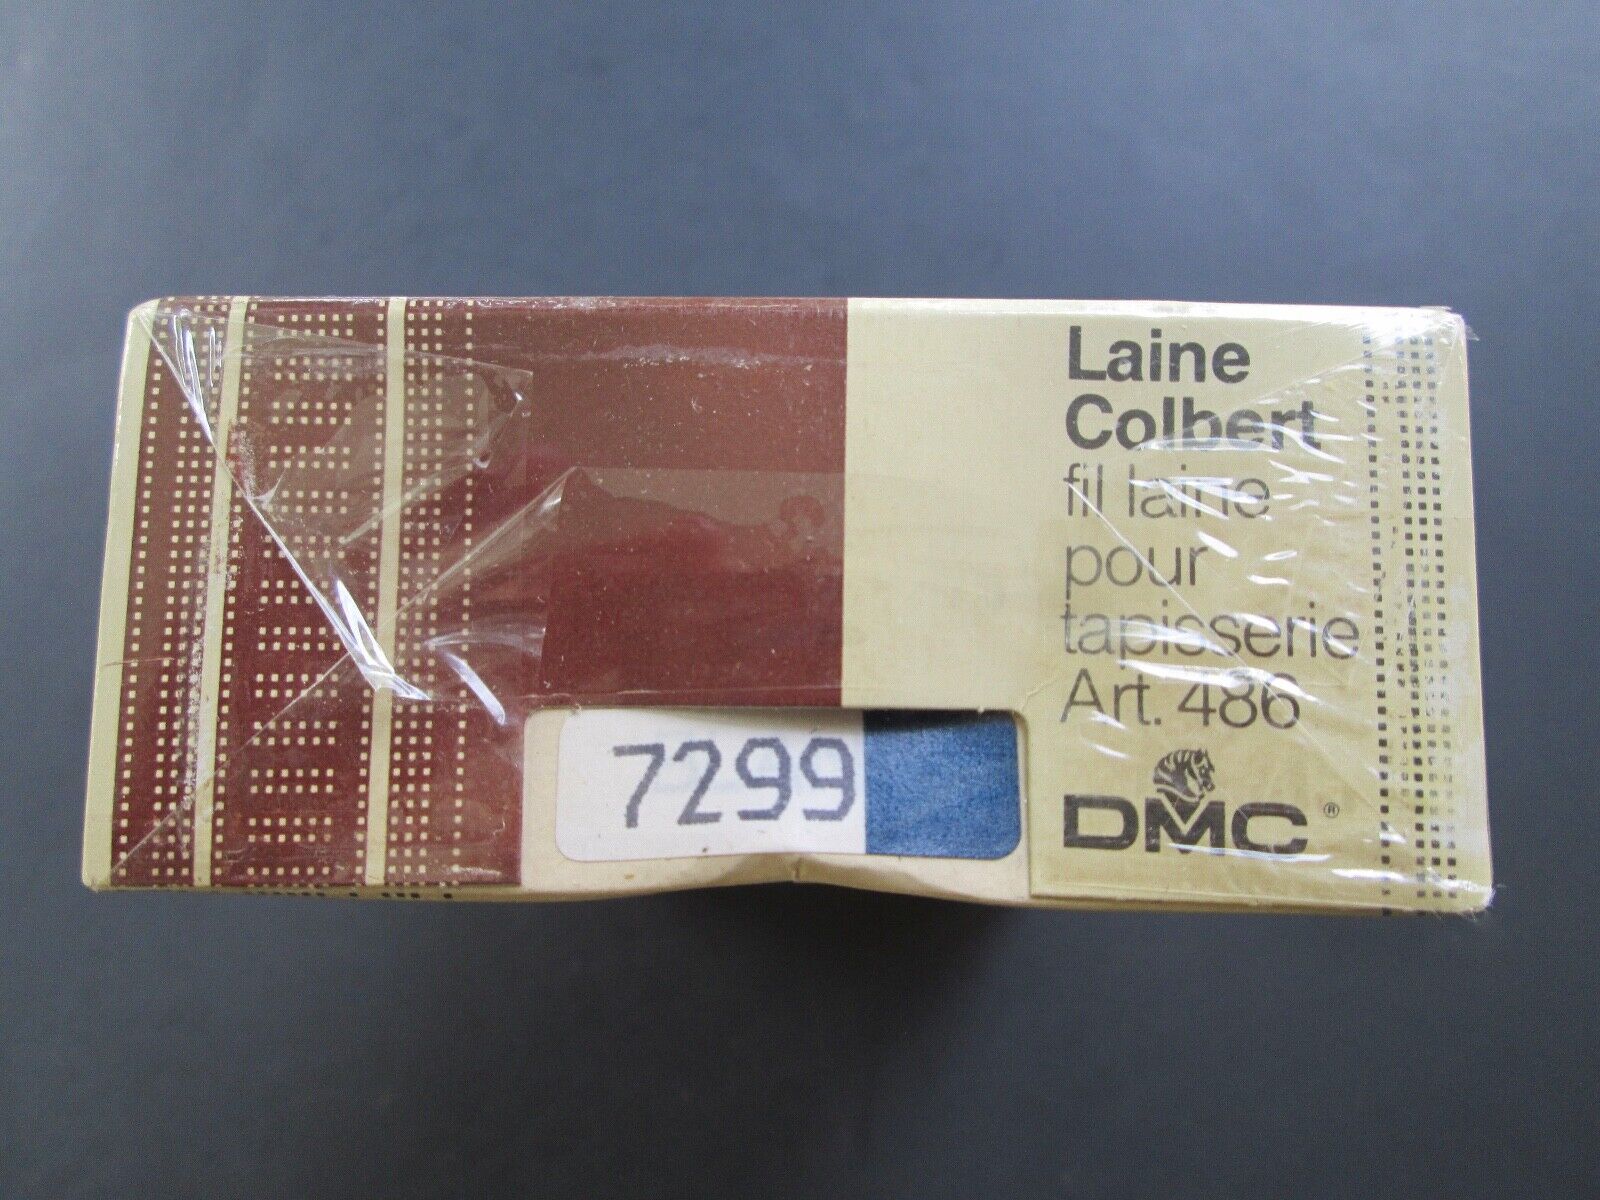 Laine
Colbert
fil laine
pour
tapisserie
Art. 486
DMC ®
7299